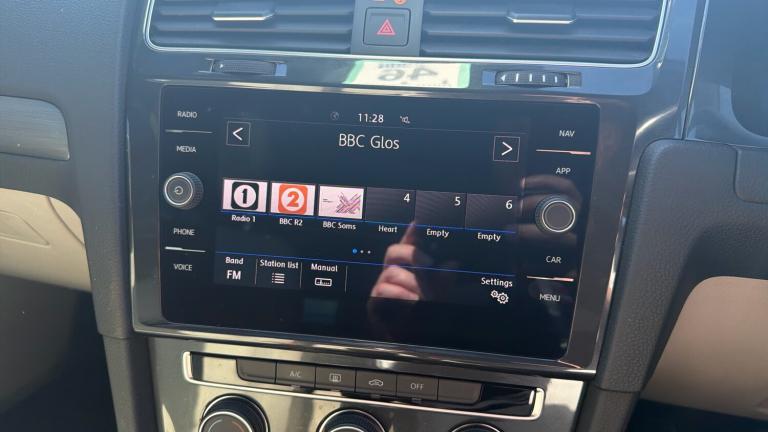 46
RADIO
11:28
NAV
< BBC Glos >
MEDIA
APP
1 2 4 5 6
Radio 1 BBC R2 BBC Soms Heart Empty Empty
PHONE
CAR
Band Station list Manual Settings
FM
VOICE
MENU
A/C OFF